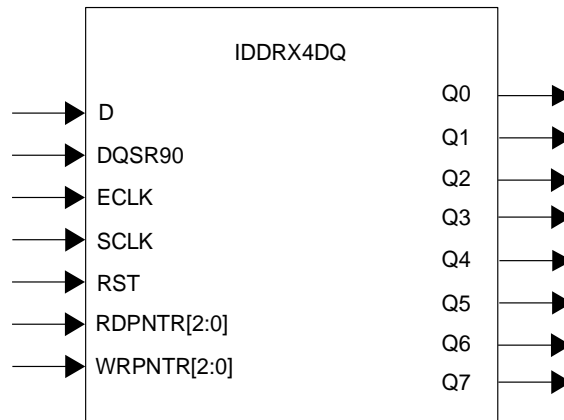 IDDRX4DQ
D
DQSR90
ECLK
SCLK
RST
RDPNTR[2:0]
WRPNTR[2:0]
Q0
Q1
Q2
Q3
Q4
Q5
Q6
Q7